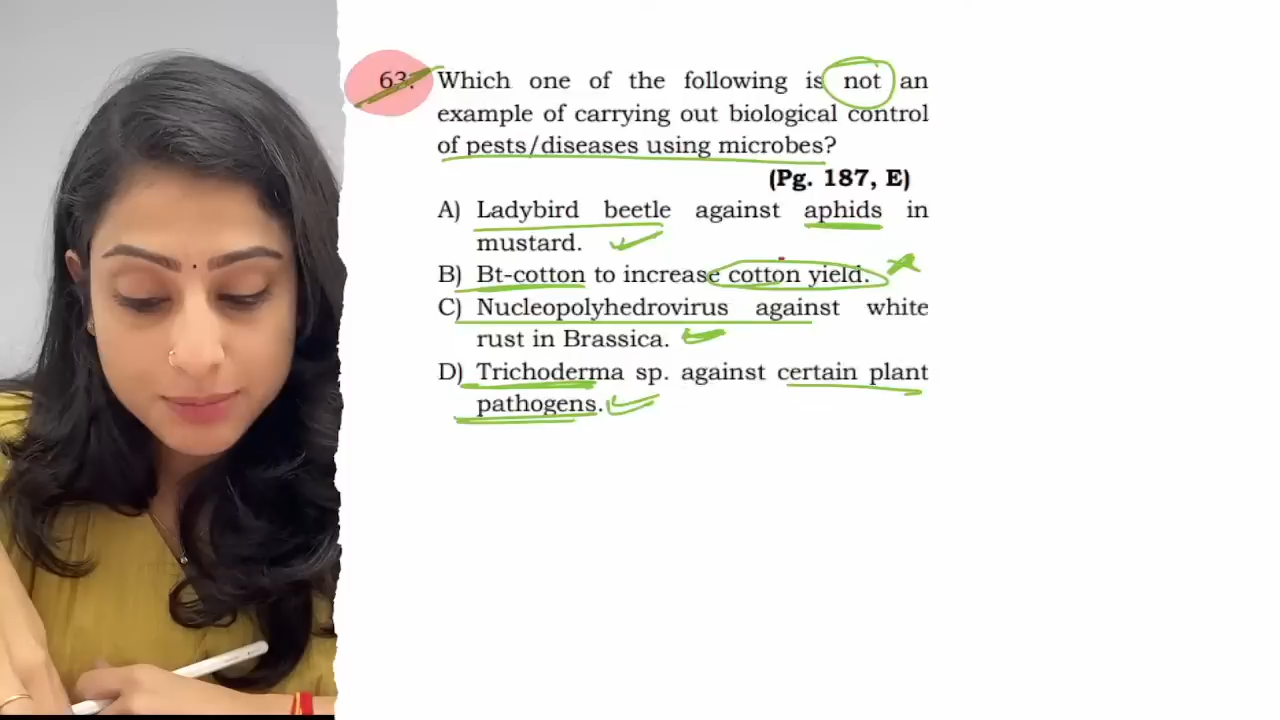 63. Which one of the following is not an
example of carrying out biological control
of pests/diseases using microbes?
(Pg. 187, E)
A) Ladybird beetle against aphids in
mustard.
B) Bt-cotton to increase cotton yield.
C) Nucleopolyhedrovirus against white
rust in Brassica.
D) Trichoderma sp. against certain plant
pathogens.